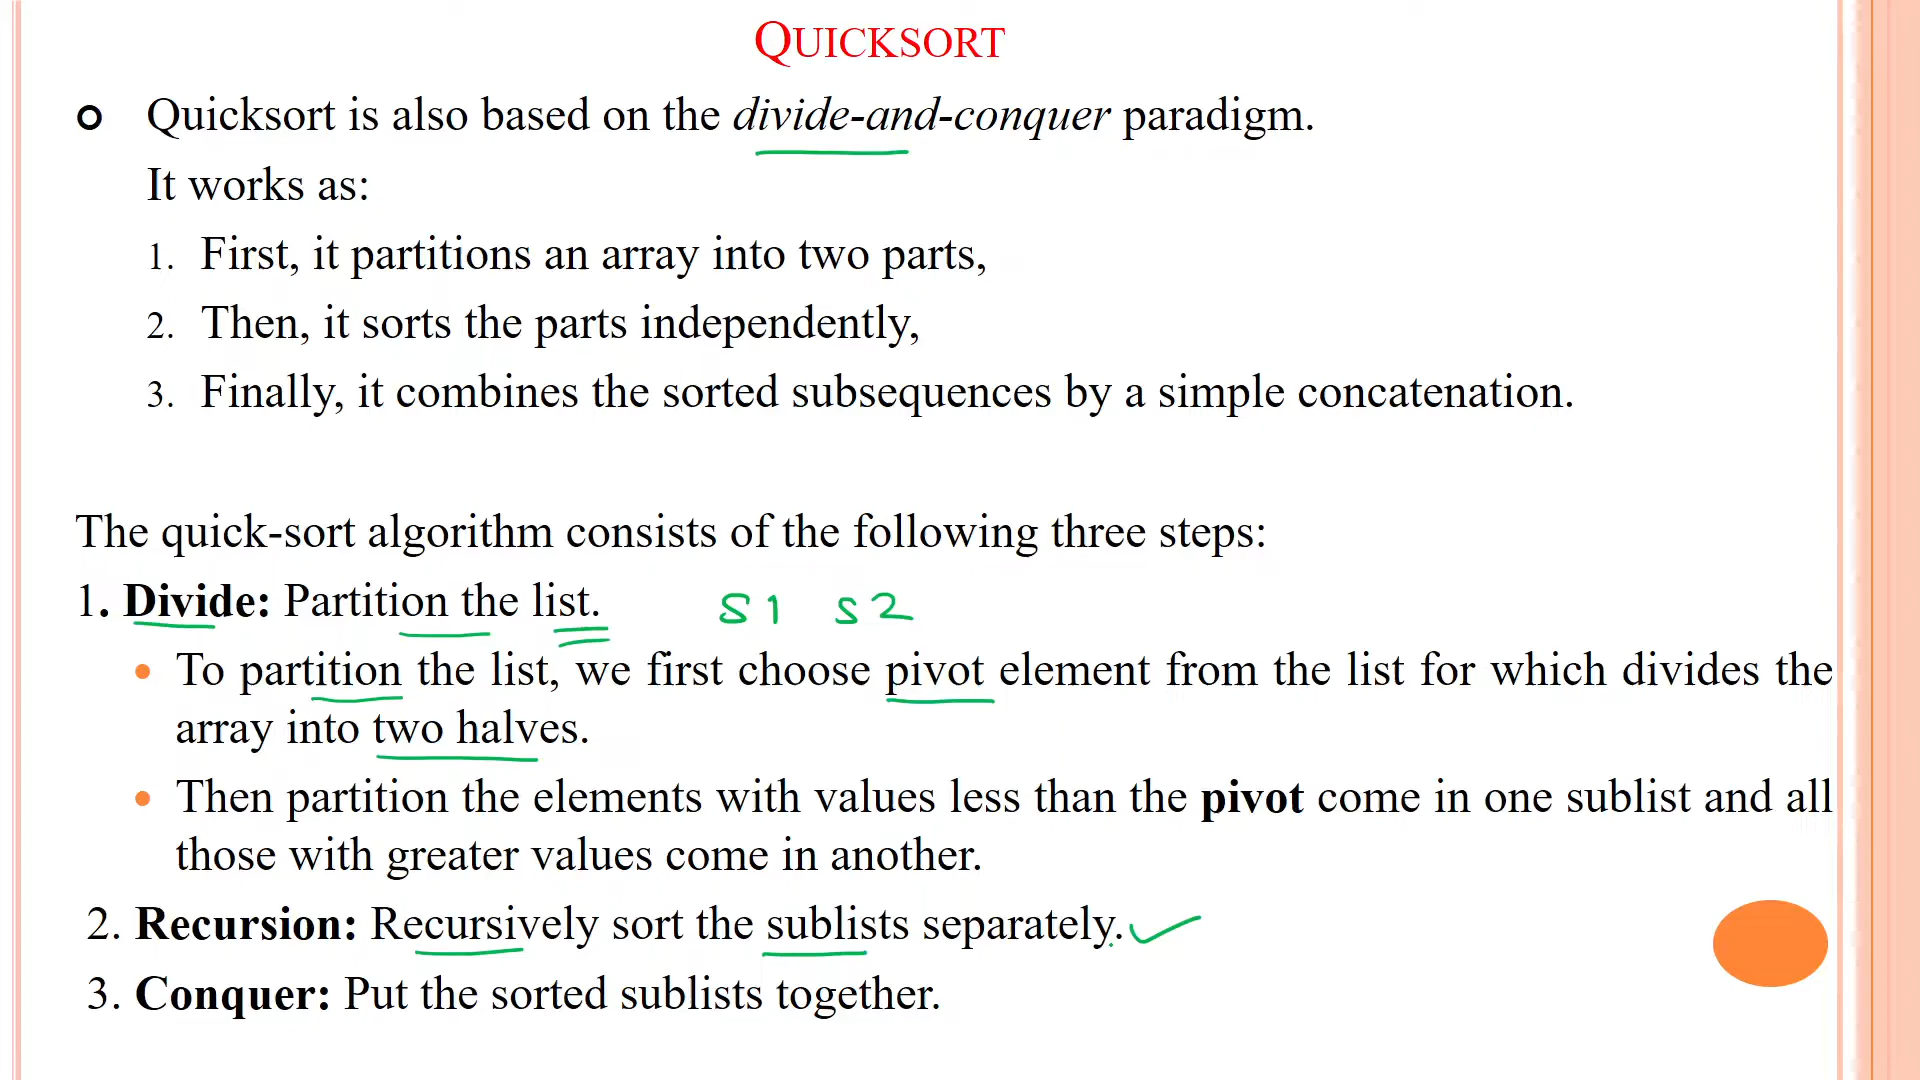 QUICKSORT
Quicksort is also based on the divide-and-conquer paradigm.
It works as:
1. First, it partitions an array into two parts,
2. Then, it sorts the parts independently,
3. Finally, it combines the sorted subsequences by a simple concatenation.
The quick-sort algorithm consists of the following three steps:
1. Divide: Partition the list. S1 S2
• To partition the list, we first choose pivot element from the list for which divides the
array into two halves.
• Then partition the elements with values less than the pivot come in one sublist and all
those with greater values come in another.
2. Recursion: Recursively sort the sublists separately.
3. Conquer: Put the sorted sublists together.